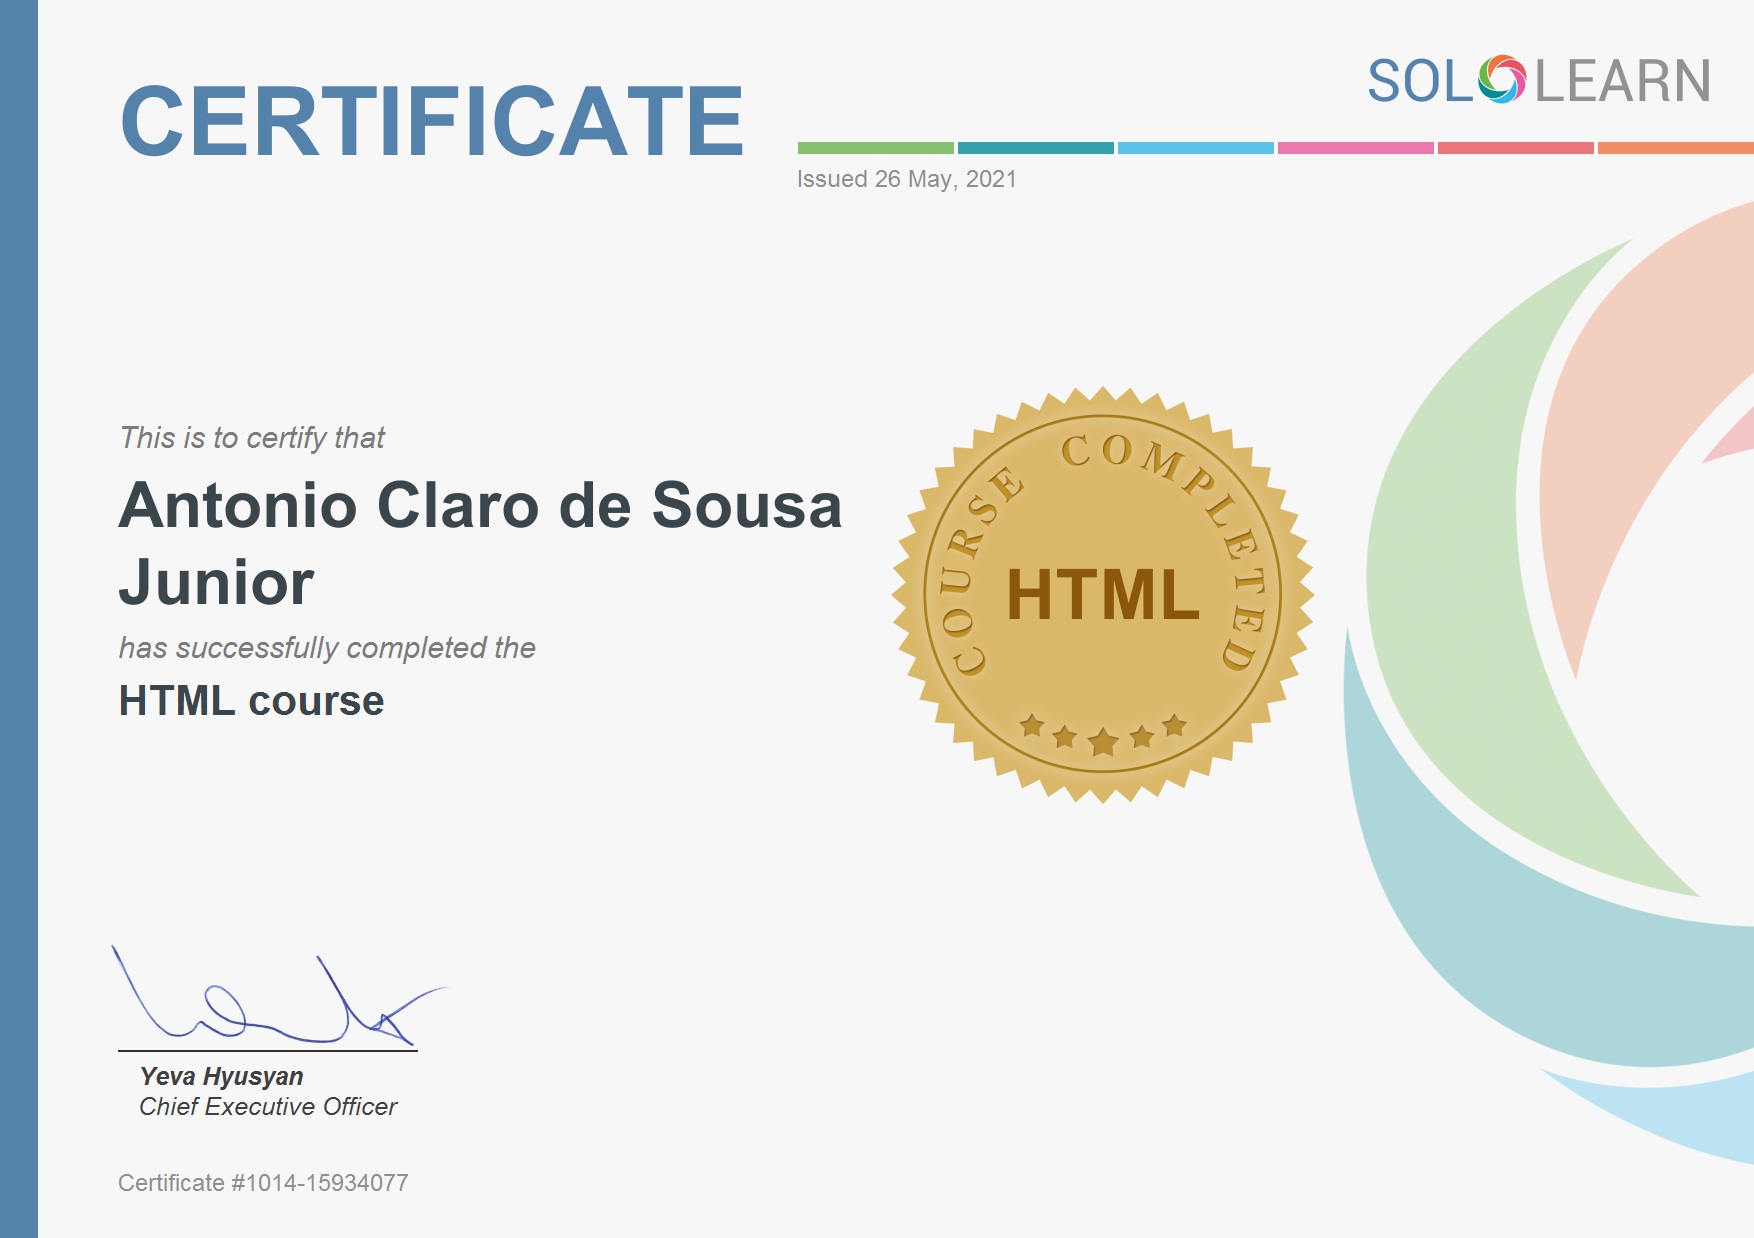 CERTIFICATE
SOLOLEARN
Issued 26 May, 2021
This is to certify that
Antonio Claro de Sousa
Junior
has successfully completed the
HTML course
COURSE COMPLETED
HTML
Yeva Hyusyan
Chief Executive Officer
Certificate #1014-15934077